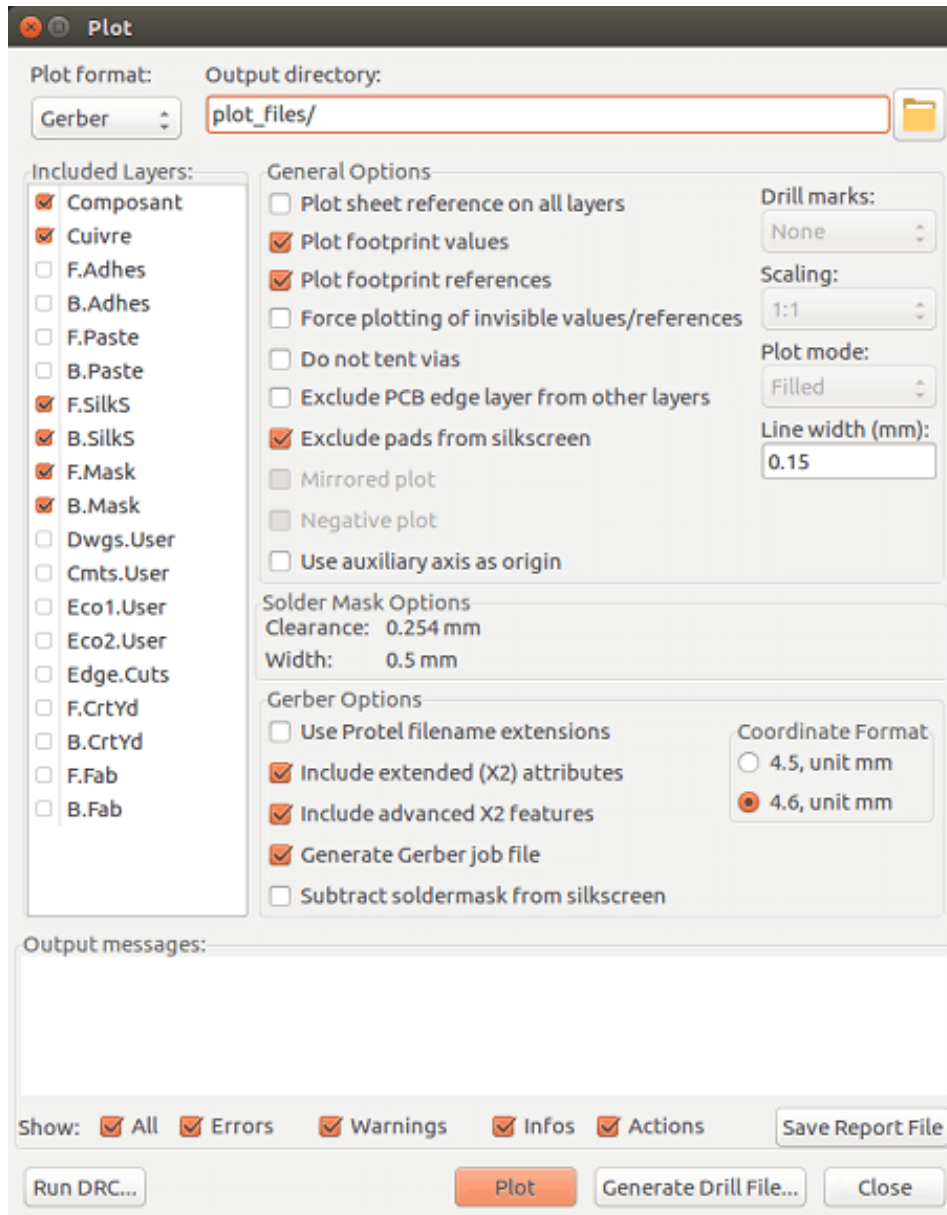 Plot
Plot format:
Output directory:
Gerber
plot_files/
Included Layers:
Composant
Cuivre
F.Adhes
B.Adhes
F.Paste
B.Paste
F.SilkS
B.SilkS
F.Mask
B.Mask
Dwgs.User
Cmts.User
Eco1.User
Eco2.User
Edge.Cuts
F.CrtYd
B.CrtYd
F.Fab
B.Fab
General Options
Plot sheet reference on all layers
Plot footprint values
Plot footprint references
Force plotting of invisible values/references
Do not tent vias
Exclude PCB edge layer from other layers
Exclude pads from silkscreen
Mirrored plot
Negative plot
Use auxiliary axis as origin
Drill marks:
None
Scaling:
1:1
Plot mode:
Filled
Line width (mm):
0.15
Solder Mask Options
Clearance: 0.254 mm
Width: 0.5 mm
Gerber Options
Use Protel filename extensions
Include extended (X2) attributes
Include advanced X2 features
Generate Gerber job file
Subtract soldermask from silkscreen
Coordinate Format
4.5, unit mm
4.6, unit mm
Output messages:
Show: All Errors Warnings Infos Actions Save Report File
Run DRC... Plot Generate Drill File... Close